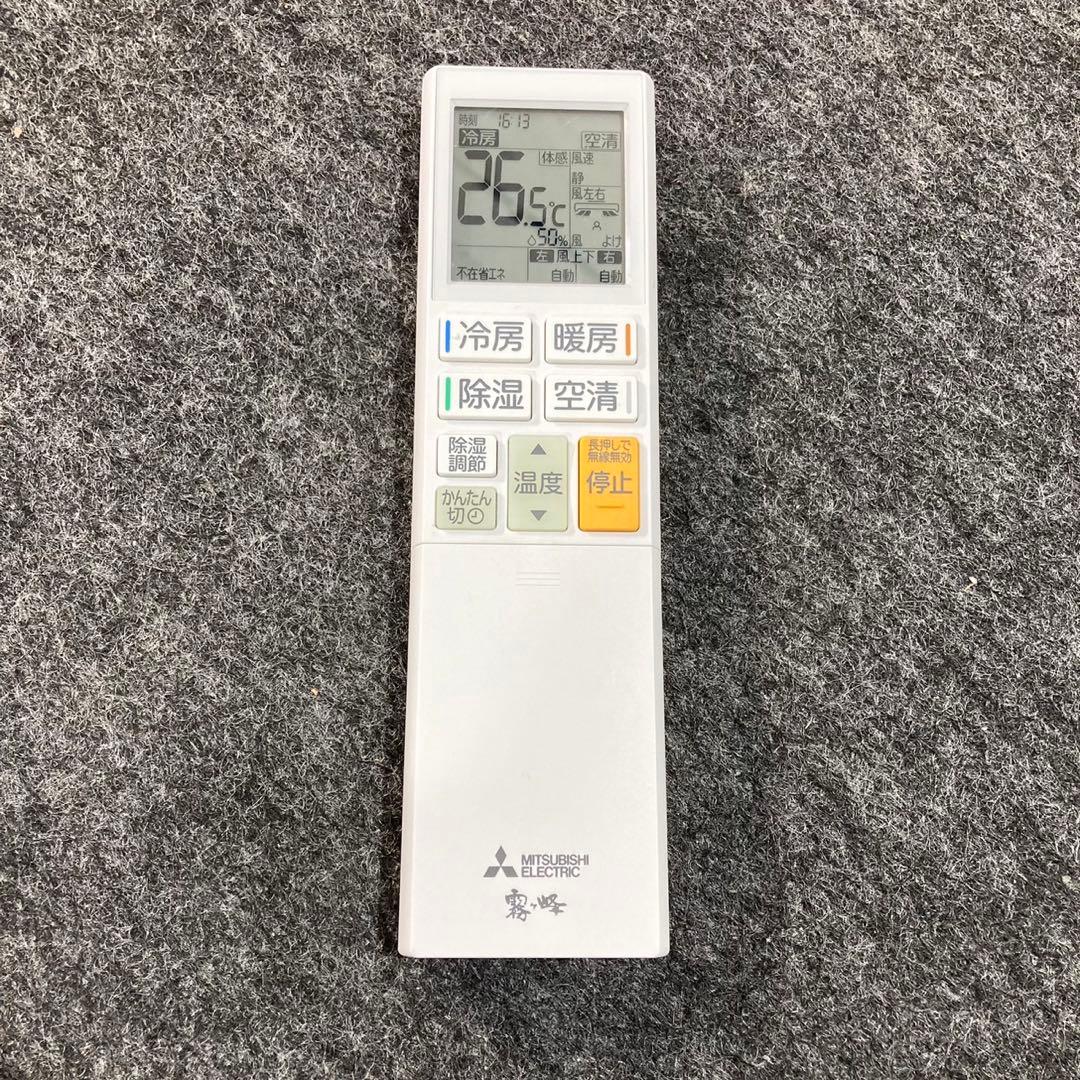 時刻 16:13
冷房 空清
体感 風速
静
26.5℃ 風左右
50% 風 よけ
左 風上下 右
不在省エネ 自動 自動
冷房 暖房
除湿 空清
除湿調節
温度
長押しで
無線無効
停止
かんたん
切
MITSUBISHI
ELECTRIC
霧ヶ峰